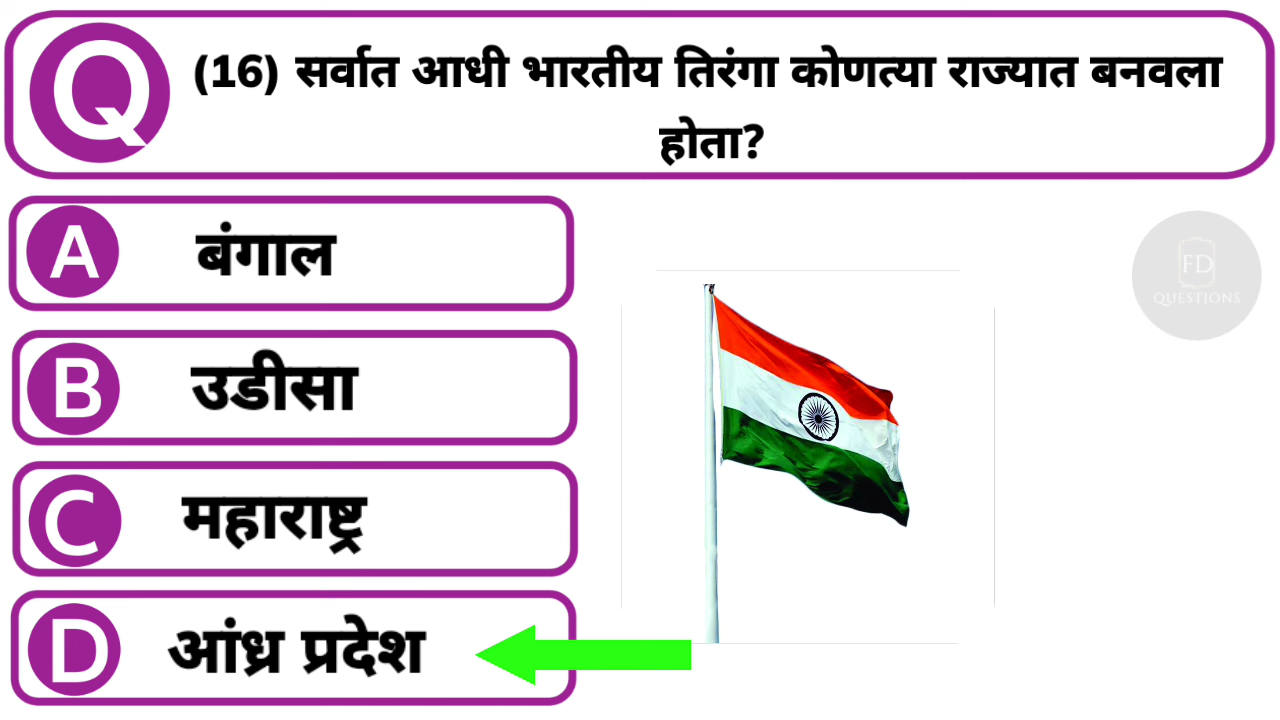 Q
(16) सर्वात आधी भारतीय तिरंगा कोणत्या राज्यात बनवला
होता?
A बंगाल
B उडीसा
C महाराष्ट्र
D आंध्र प्रदेश
FD
QUESTIONS